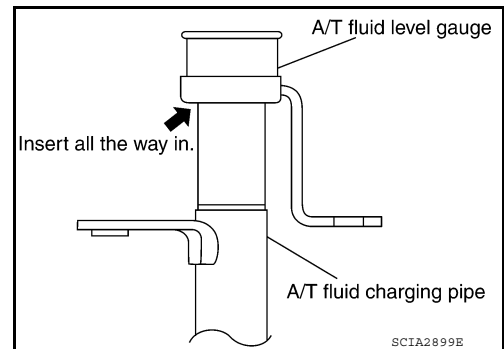 A/T fluid level gauge
Insert all the way in.
A/T fluid charging pipe
SCIA2899E